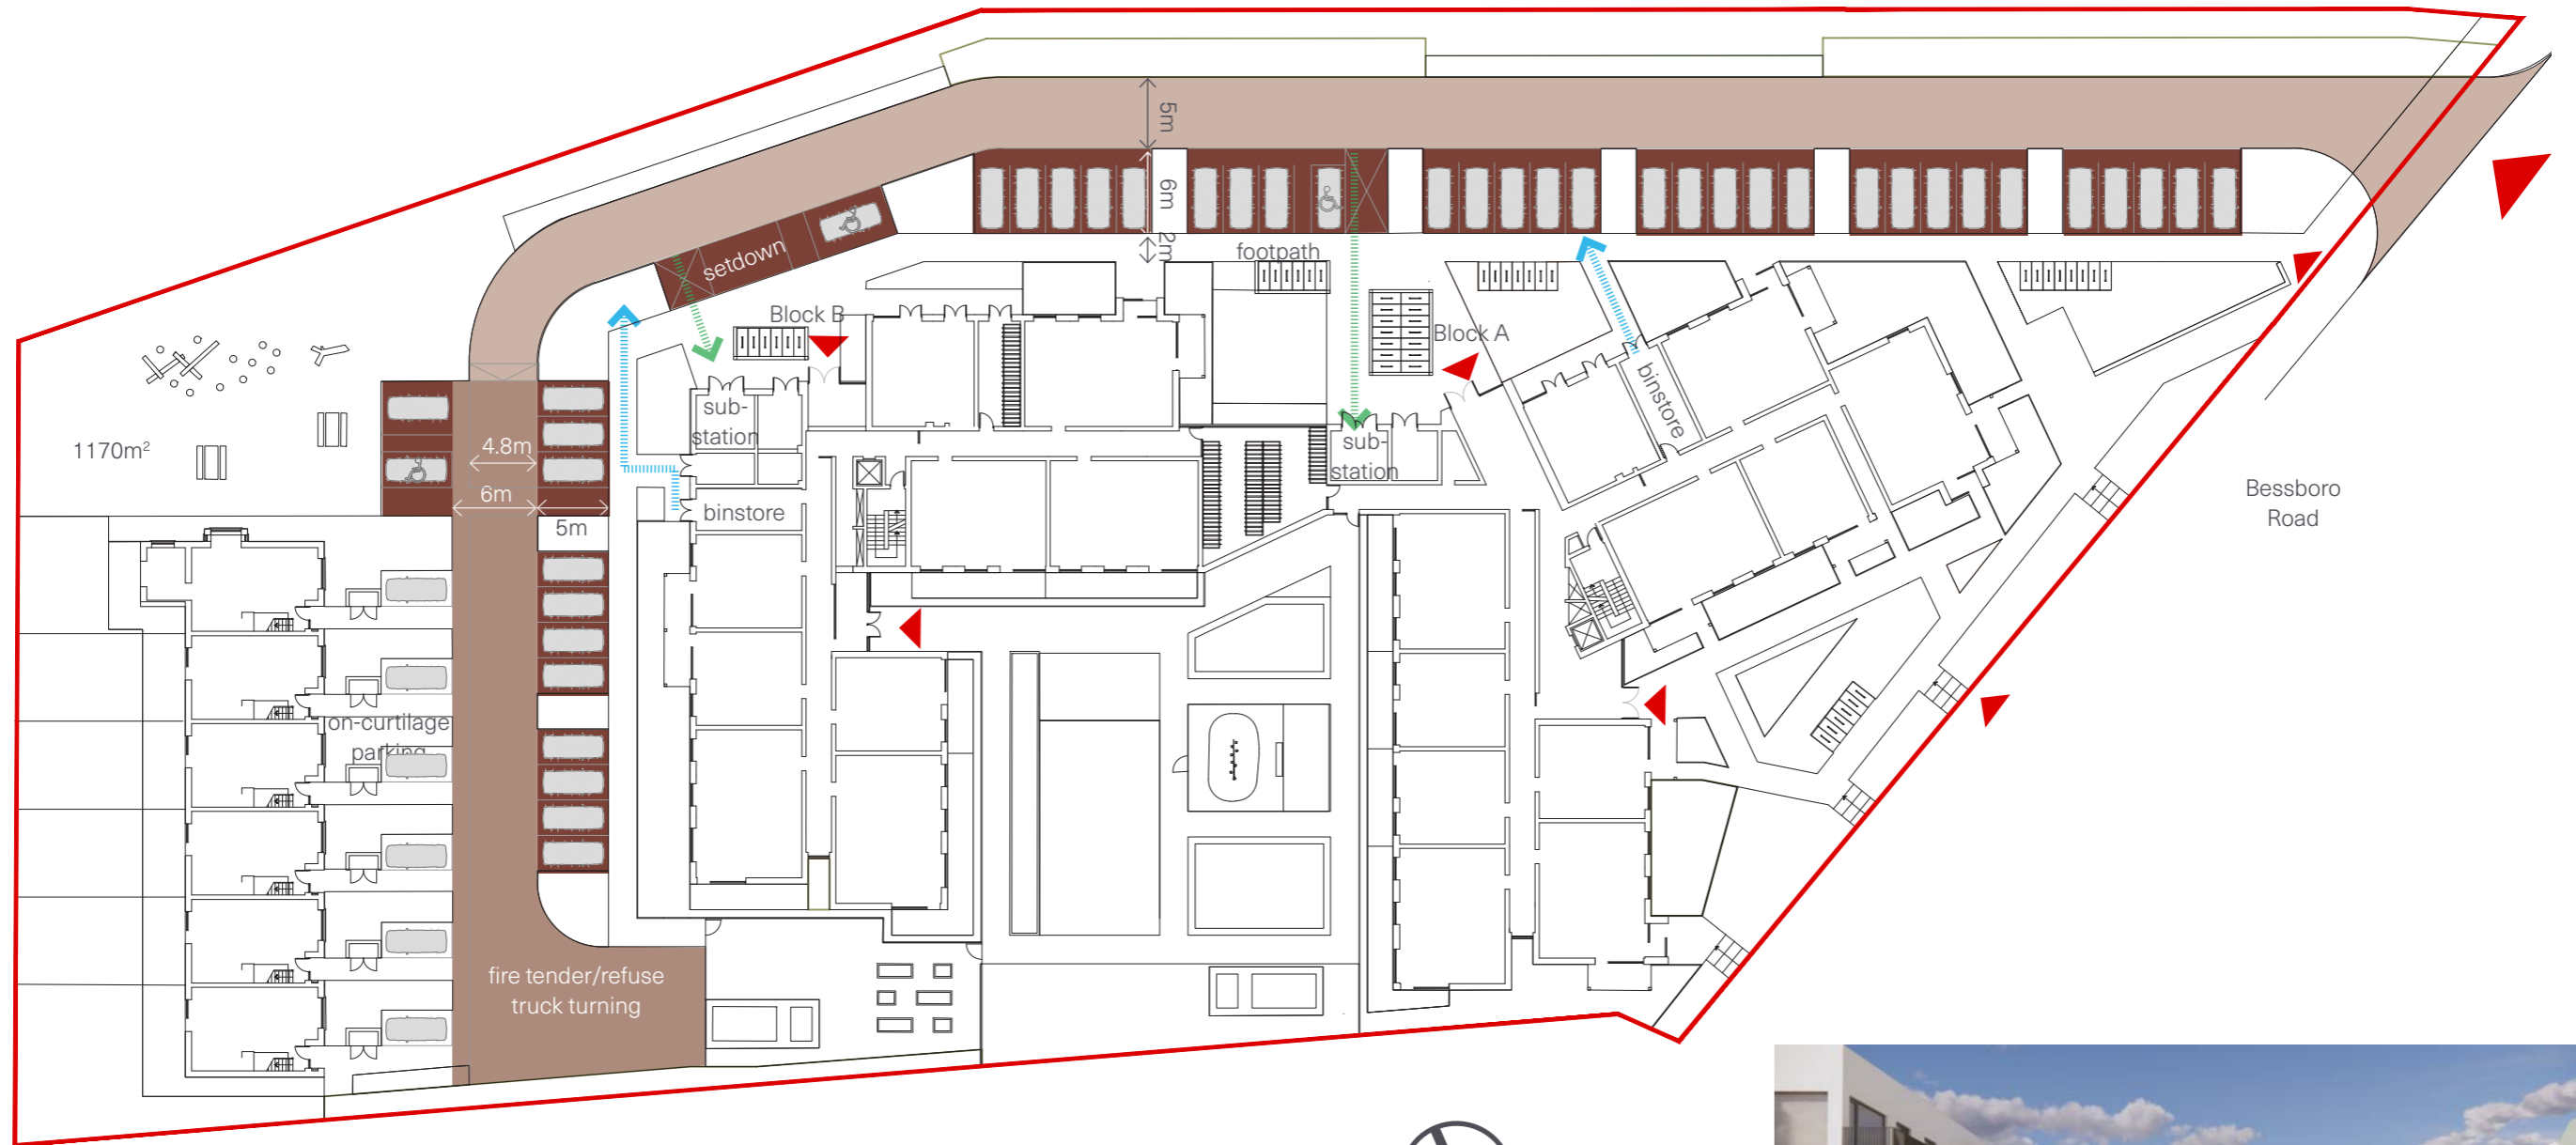 5m
6m
2m
footpath
setdown
Block B
Block A
sub-
station
binstore
sub-
station
binstore
1170m²
4.8m
6m
5m
on-curtilage
parking
fire tender/refuse
truck turning
Bessboro
Road